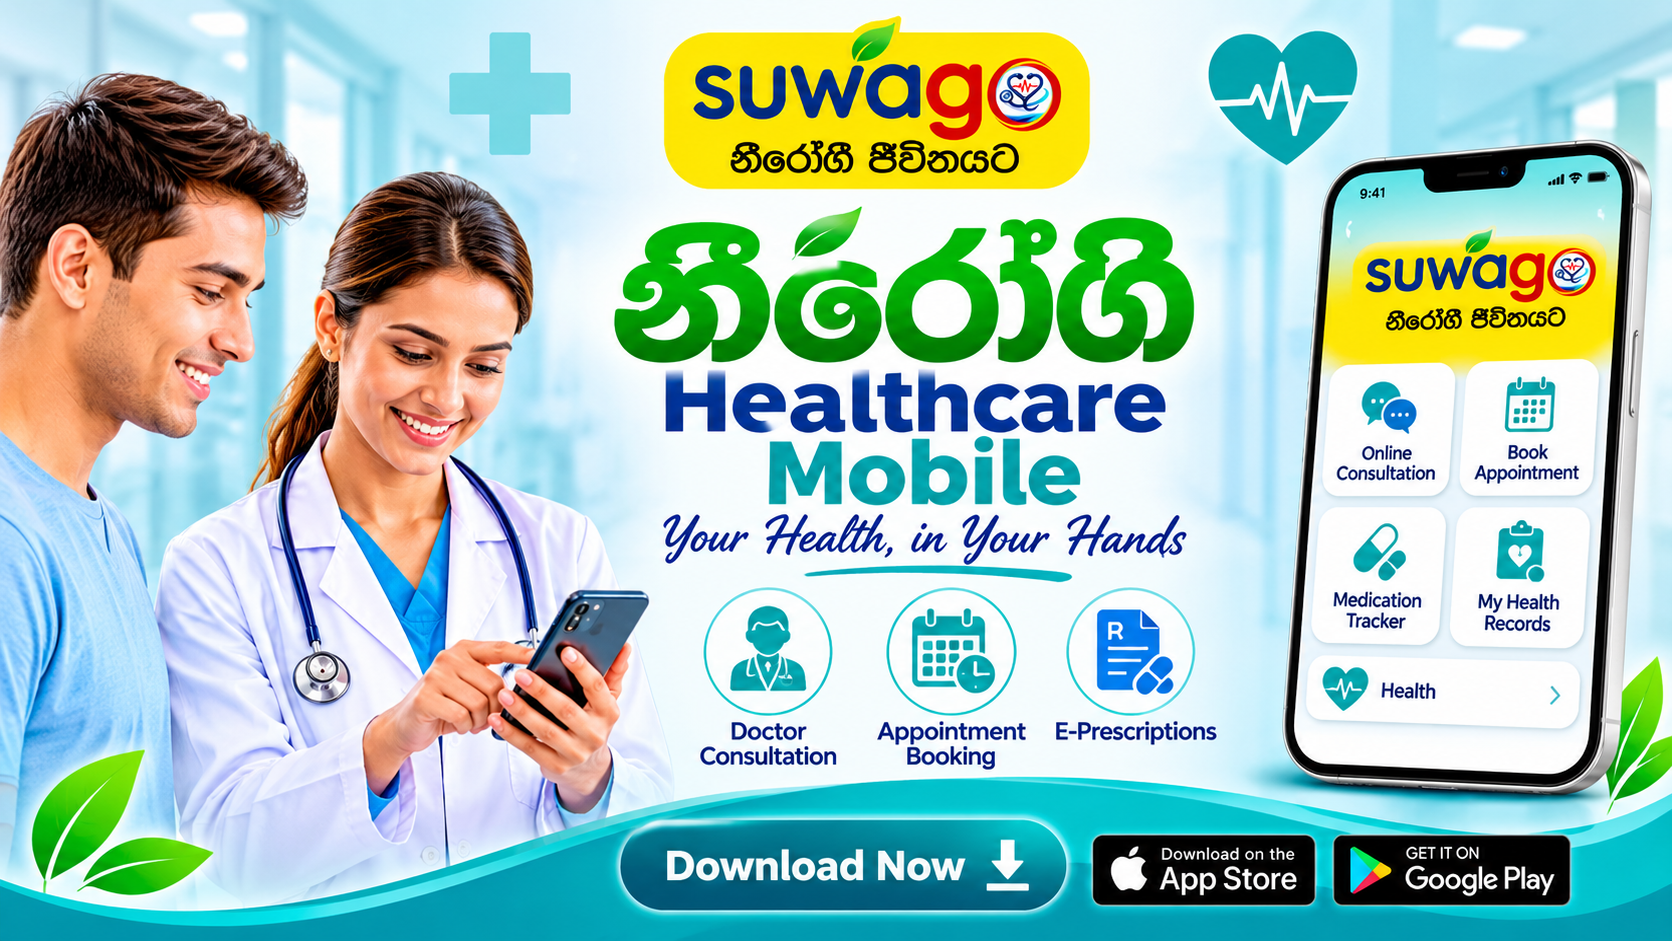 suwago
නීරෝගී ජීවිතයට
නීරෝගි
Healthcare
Mobile
Your Health, in Your Hands
Doctor
Consultation
Appointment
Booking
E-Prescriptions
R
9:41
suwago
නීරෝගී ජීවිතයට
Online
Consultation
Book
Appointment
Medication
Tracker
My Health
Records
Health
Download Now
Download on the
App Store
GET IT ON
Google Play